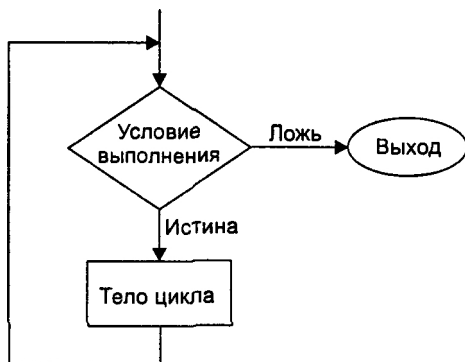 Условие
выполнения
Ложь
Выход
Истина
Тело цикла